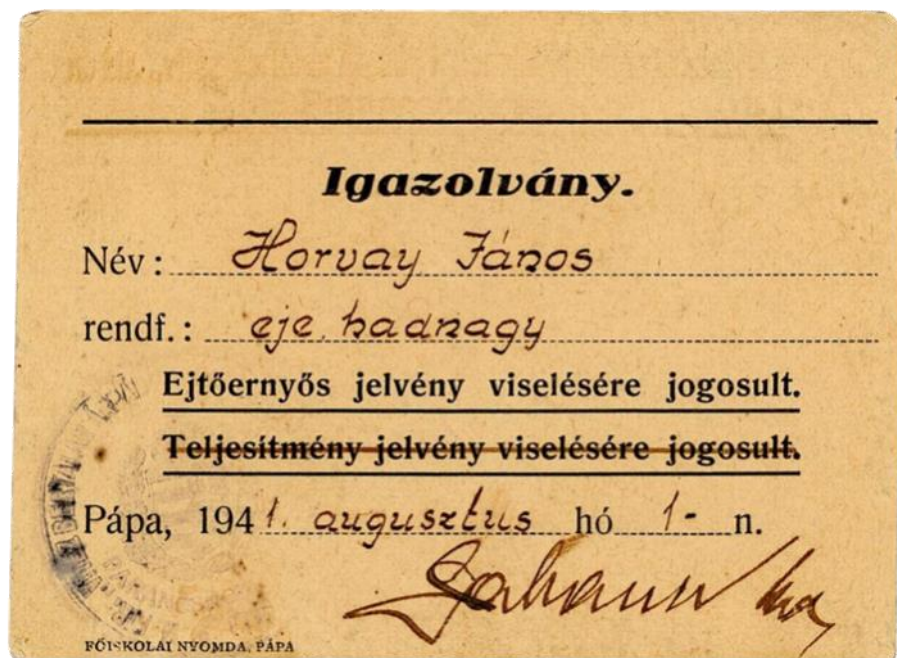 Igazolvány.
Név: Horvay János
rendf.: eje. hadnagy
Ejtőernyős jelvény viselésére jogosult.
Teljesítmény jelvény viselésére jogosult.
Pápa, 1941. augusztus hó 1-n.
FŐISKOLAI NYOMDA, PÁPA